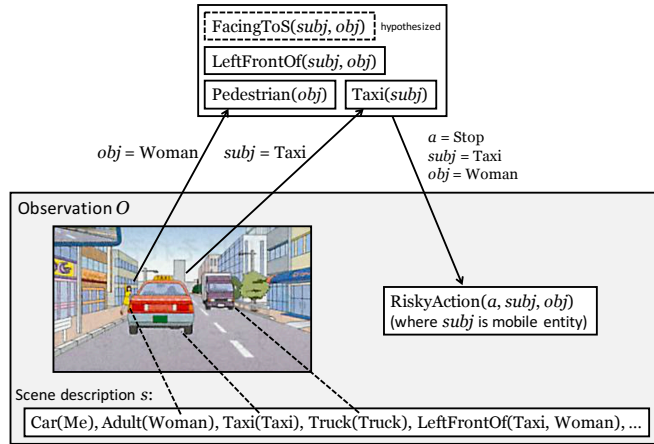 FacingToS(subj, obj) hypothesized
LeftFrontOf(subj, obj)
Pedestrian(obj) Taxi(subj)
obj = Woman subj = Taxi
a = Stop
subj = Taxi
obj = Woman
Observation O
TAXI
RiskyAction(a, subj, obj)
(where subj is mobile entity)
Scene description s:
Car(Me), Adult(Woman), Taxi(Taxi), Truck(Truck), LeftFrontOf(Taxi, Woman), ...